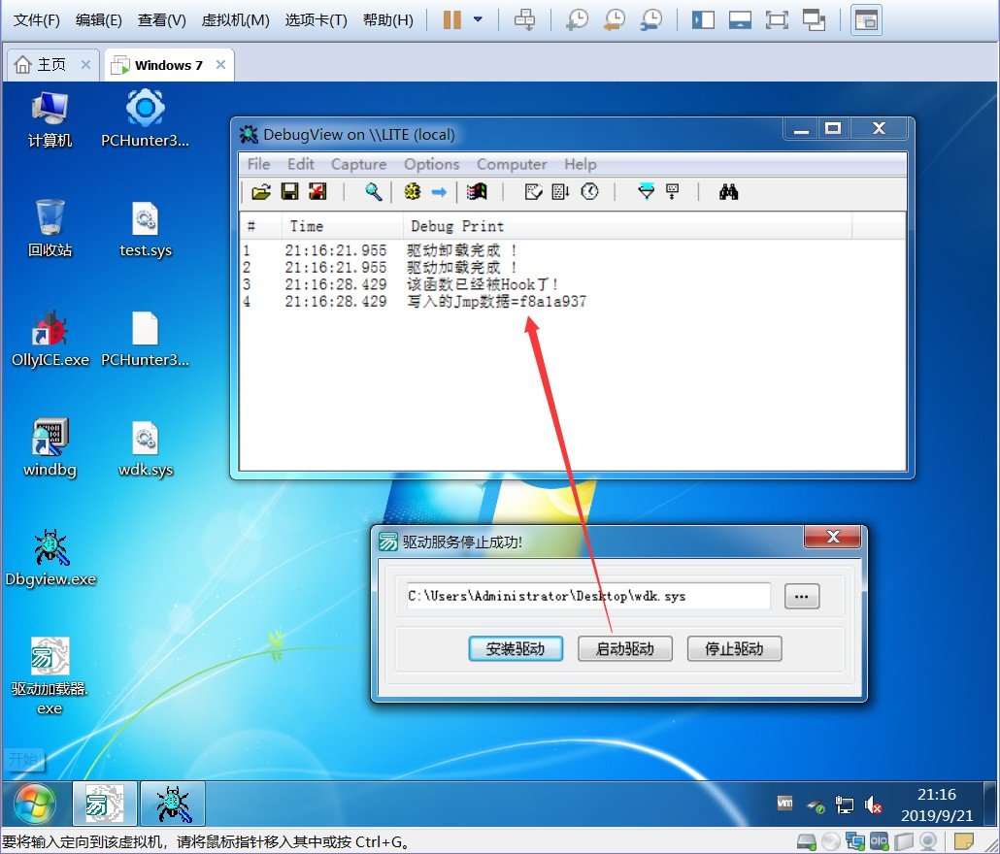 文件(F) 编辑(E) 查看(V) 虚拟机(M) 选项卡(T) 帮助(H)
主页 Windows 7
计算机 PCHunter3...
回收站 test.sys
OllyICE.exe PCHunter3...
windbg wdk.sys
Dbgview.exe
驱动加载器.
exe
DebugView on \\LITE (local)
File Edit Capture Options Computer Help
# Time Debug Print
1 21:16:21.955 驱动卸载完成 !
2 21:16:21.955 驱动加载完成 !
3 21:16:28.429 该函数已经被Hook了!
4 21:16:28.429 写入的Jmp数据=f8a1a937
驱动服务停止成功!
C:\Users\Administrator\Desktop\wdk.sys ...
安装驱动 启动驱动 停止驱动
开始
21:16
2019/9/21
要将输入定向到该虚拟机，请将鼠标指针移入其中或按 Ctrl+G。